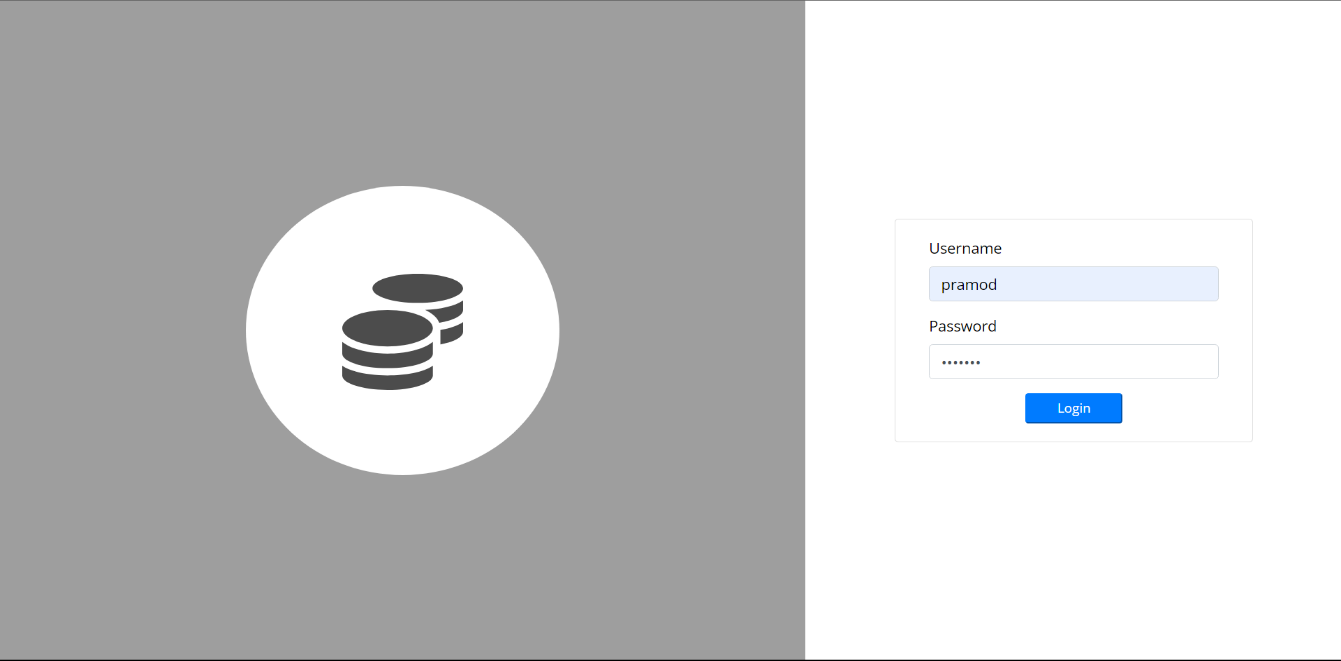 Username
pramod
Password
•••••••
Login